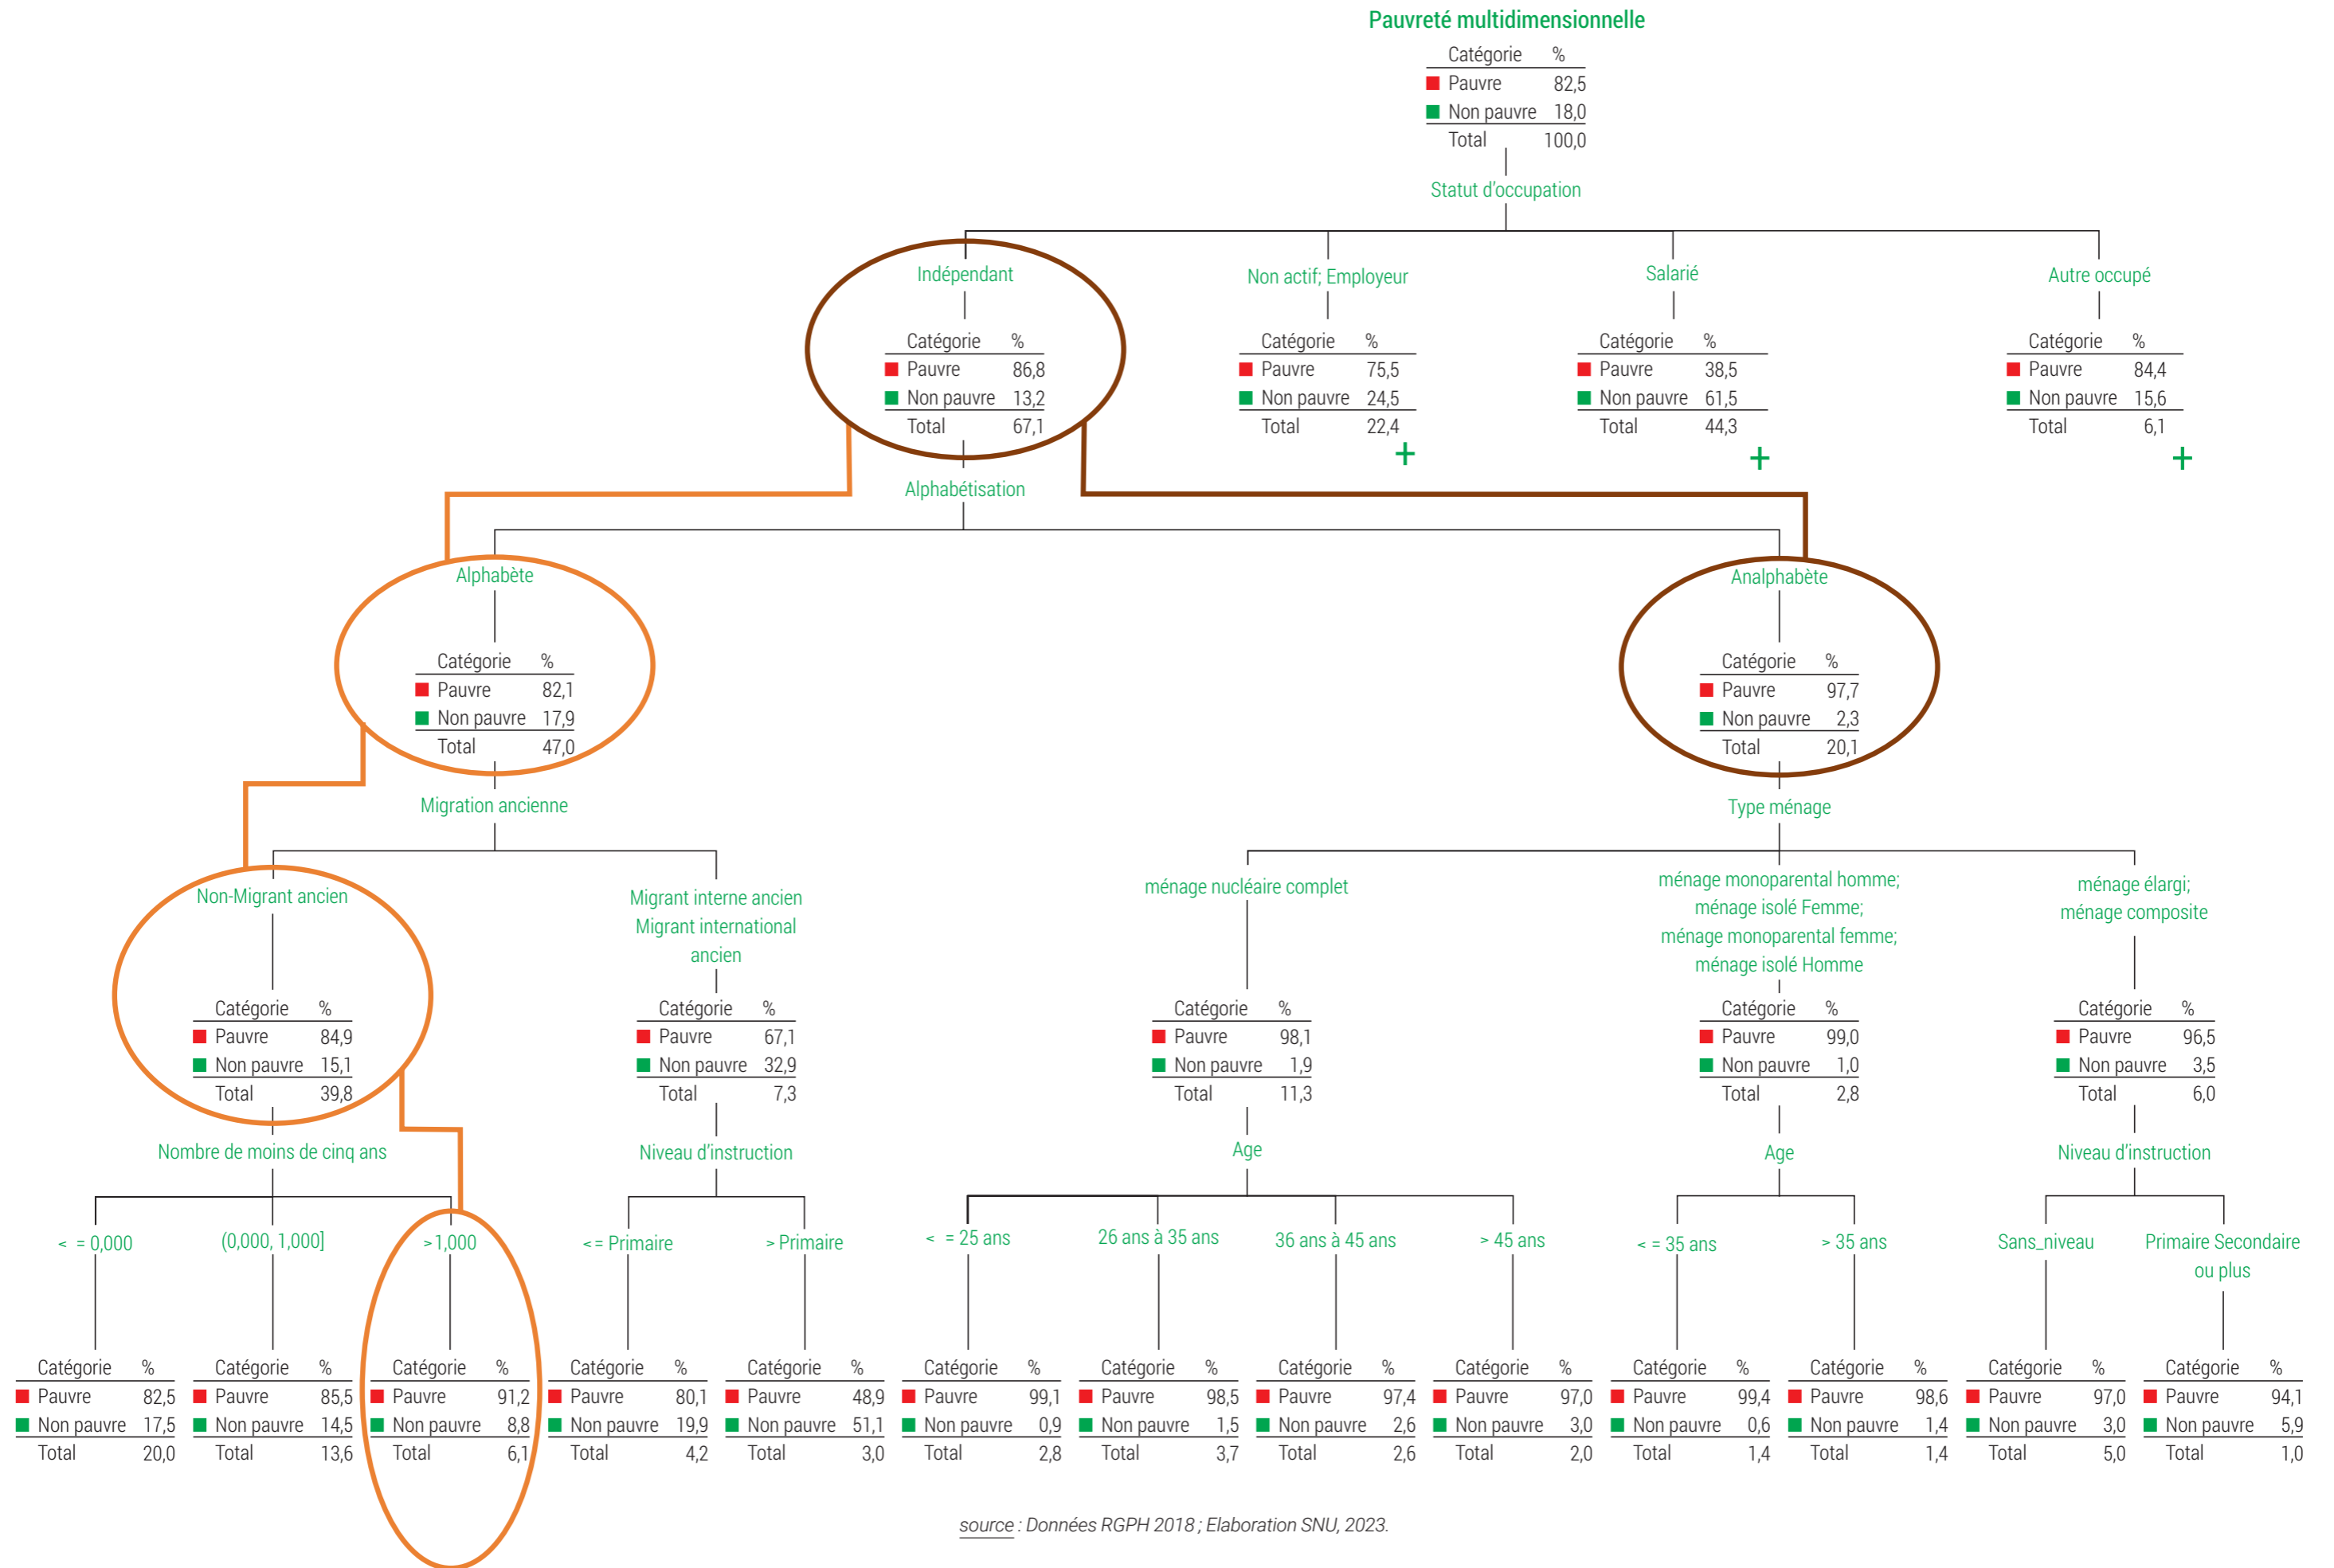 Pauvreté multidimensionnelle
Catégorie %
Pauvre 82,5
Non pauvre 18,0
Total 100,0
Statut d'occupation
Indépendant
Catégorie %
Pauvre 86,8
Non pauvre 13,2
Total 67,1
Non actif; Employeur
Catégorie %
Pauvre 75,5
Non pauvre 24,5
Total 22,4
+
Salarié
Catégorie %
Pauvre 38,5
Non pauvre 61,5
Total 44,3
+
Autre occupé
Catégorie %
Pauvre 84,4
Non pauvre 15,6
Total 6,1
+
Alphabétisation
Alphabète
Catégorie %
Pauvre 82,1
Non pauvre 17,9
Total 47,0
Analphabète
Catégorie %
Pauvre 97,7
Non pauvre 2,3
Total 20,1
Migration ancienne
Type ménage
Non-Migrant ancien
Catégorie %
Pauvre 84,9
Non pauvre 15,1
Total 39,8
Migrant interne ancien
Migrant international
ancien
Catégorie %
Pauvre 67,1
Non pauvre 32,9
Total 7,3
ménage nucléaire complet
Catégorie %
Pauvre 98,1
Non pauvre 1,9
Total 11,3
ménage monoparental homme;
ménage isolé Femme;
ménage monoparental femme;
ménage isolé Homme
Catégorie %
Pauvre 99,0
Non pauvre 1,0
Total 2,8
ménage élargi;
ménage composite
Catégorie %
Pauvre 96,5
Non pauvre 3,5
Total 6,0
Nombre de moins de cinq ans
Niveau d'instruction
Age
Age
Niveau d'instruction
< = 0,000
Catégorie %
Pauvre 82,5
Non pauvre 17,5
Total 20,0
(0,000, 1,000]
Catégorie %
Pauvre 85,5
Non pauvre 14,5
Total 13,6
>1,000
Catégorie %
Pauvre 91,2
Non pauvre 8,8
Total 6,1
<= Primaire
Catégorie %
Pauvre 80,1
Non pauvre 19,9
Total 4,2
> Primaire
Catégorie %
Pauvre 48,9
Non pauvre 51,1
Total 3,0
< = 25 ans
Catégorie %
Pauvre 99,1
Non pauvre 0,9
Total 2,8
26 ans à 35 ans
Catégorie %
Pauvre 98,5
Non pauvre 1,5
Total 3,7
36 ans à 45 ans
Catégorie %
Pauvre 97,4
Non pauvre 2,6
Total 2,6
> 45 ans
Catégorie %
Pauvre 97,0
Non pauvre 3,0
Total 2,0
< = 35 ans
Catégorie %
Pauvre 99,4
Non pauvre 0,6
Total 1,4
> 35 ans
Catégorie %
Pauvre 98,6
Non pauvre 1,4
Total 1,4
Sans_niveau
Catégorie %
Pauvre 97,0
Non pauvre 3,0
Total 5,0
Primaire Secondaire
ou plus
Catégorie %
Pauvre 94,1
Non pauvre 5,9
Total 1,0
source : Données RGPH 2018 ; Elaboration SNU, 2023.